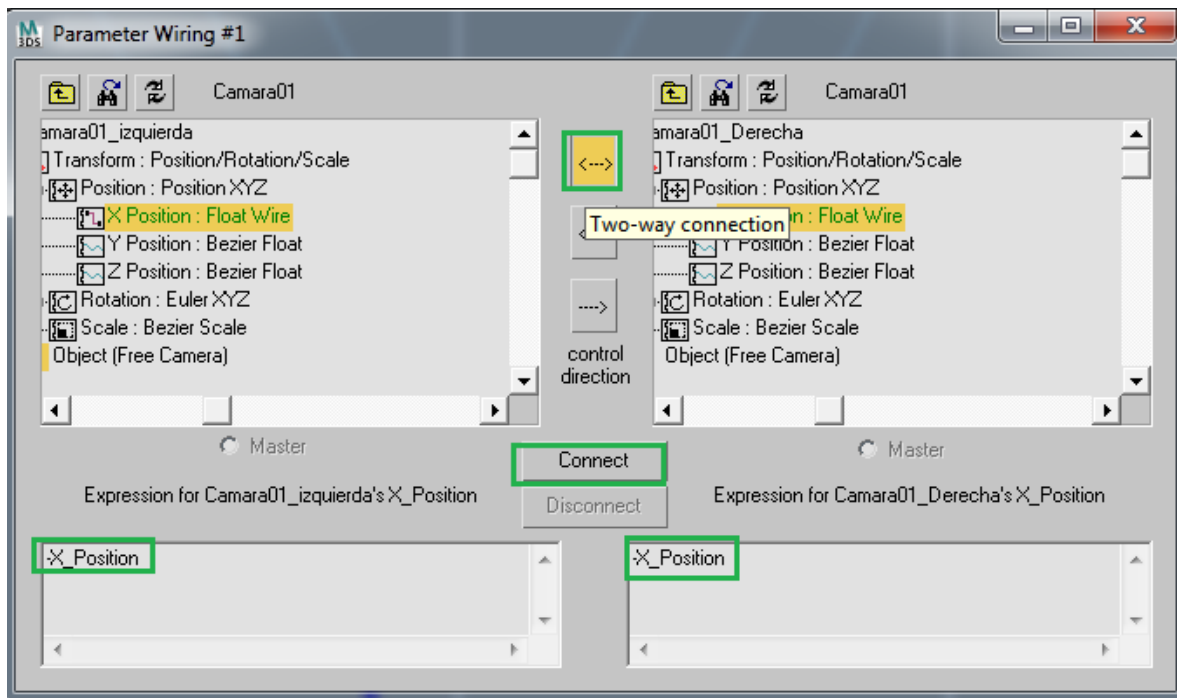 M
3DS
Parameter Wiring #1
Camara01
amara01_izquierda
Transform : Position/Rotation/Scale
Position : Position XYZ
X Position : Float Wire
Y Position : Bezier Float
Z Position : Bezier Float
Rotation : Euler XYZ
Scale : Bezier Scale
Object (Free Camera)
Master
Expression for Camara01_izquierda's X_Position
-X_Position
<--->
Two-way connection
---->
control
direction
Connect
Disconnect
Camara01
amara01_Derecha
Transform : Position/Rotation/Scale
Position : Position XYZ
on : Float Wire
Y Position : Bezier Float
Z Position : Bezier Float
Rotation : Euler XYZ
Scale : Bezier Scale
Object (Free Camera)
Master
Expression for Camara01_Derecha's X_Position
-X_Position